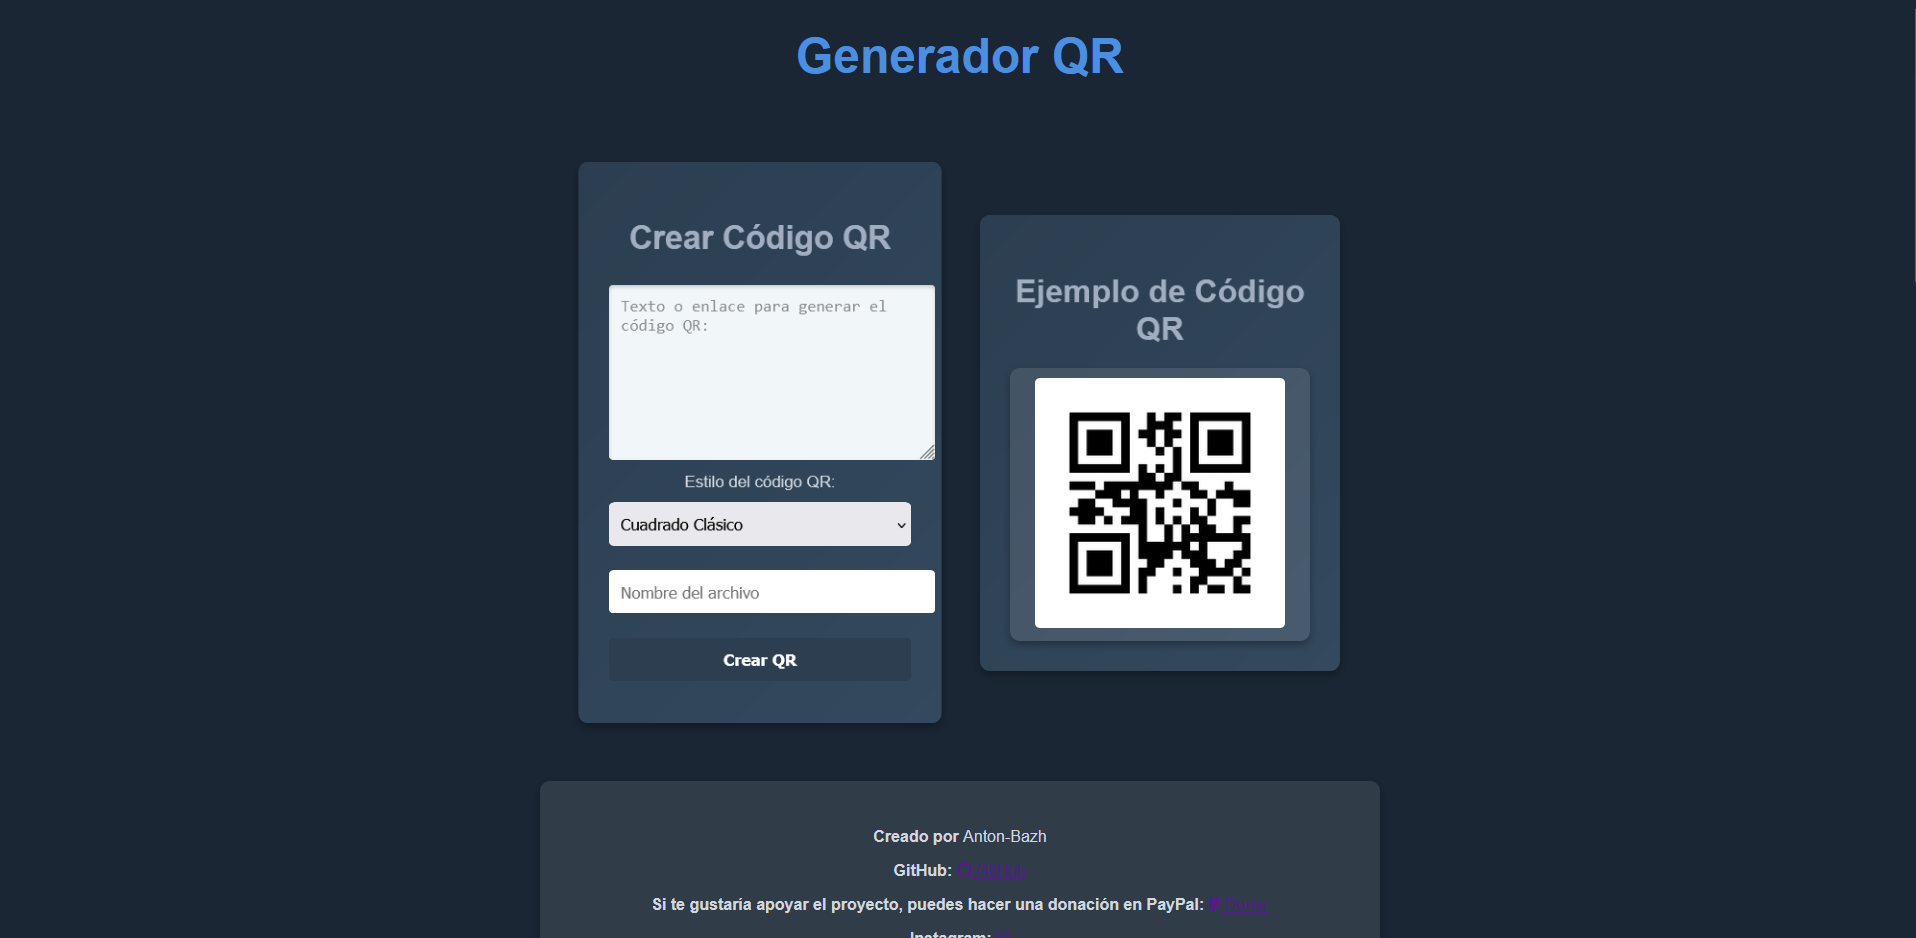 Generador QR
Crear Código QR
Texto o enlace para generar el
código QR:
Estilo del código QR:
Cuadrado Clásico
Nombre del archivo
Crear QR
Ejemplo de Código
QR
Creado por Anton-Bazh
GitHub: GitHub
Si te gustaría apoyar el proyecto, puedes hacer una donación en PayPal:
Instagram: